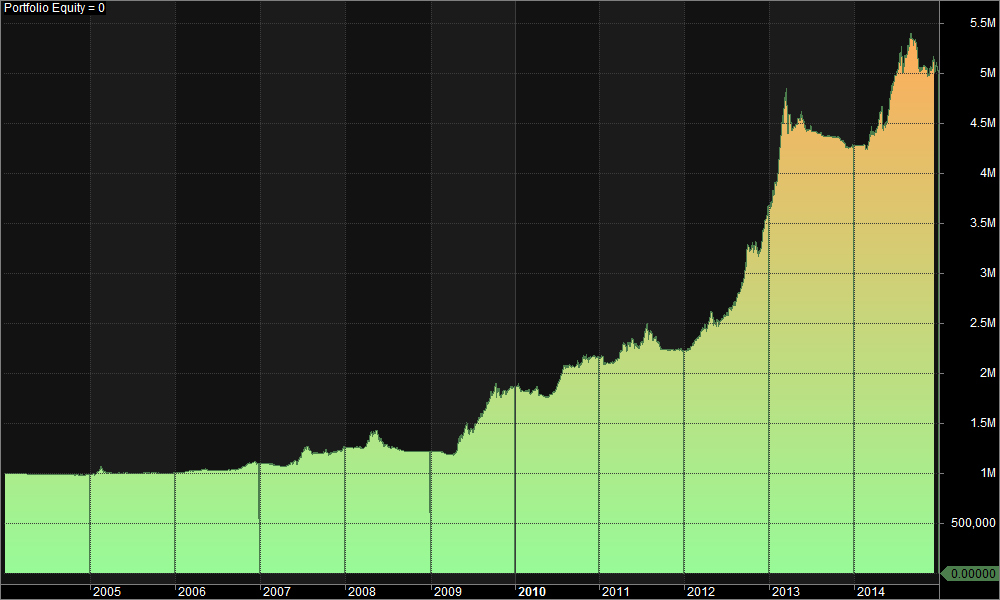 Portfolio Equity = 0
5.5M
5M
4.5M
4M
3.5M
3M
2.5M
2M
1.5M
1M
500,000
0.00000
2005 2006 2007 2008 2009 2010 2011 2012 2013 2014